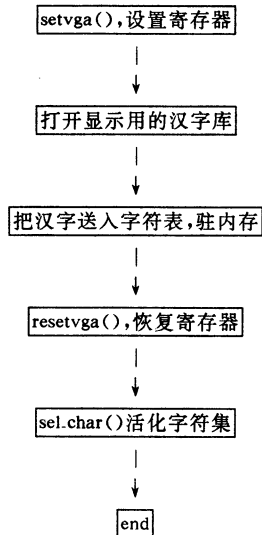 setvga(),设置寄存器
打开显示用的汉字库
把汉字送入字符表,驻内存
resetvga(),恢复寄存器
sel_char()活化字符集
end